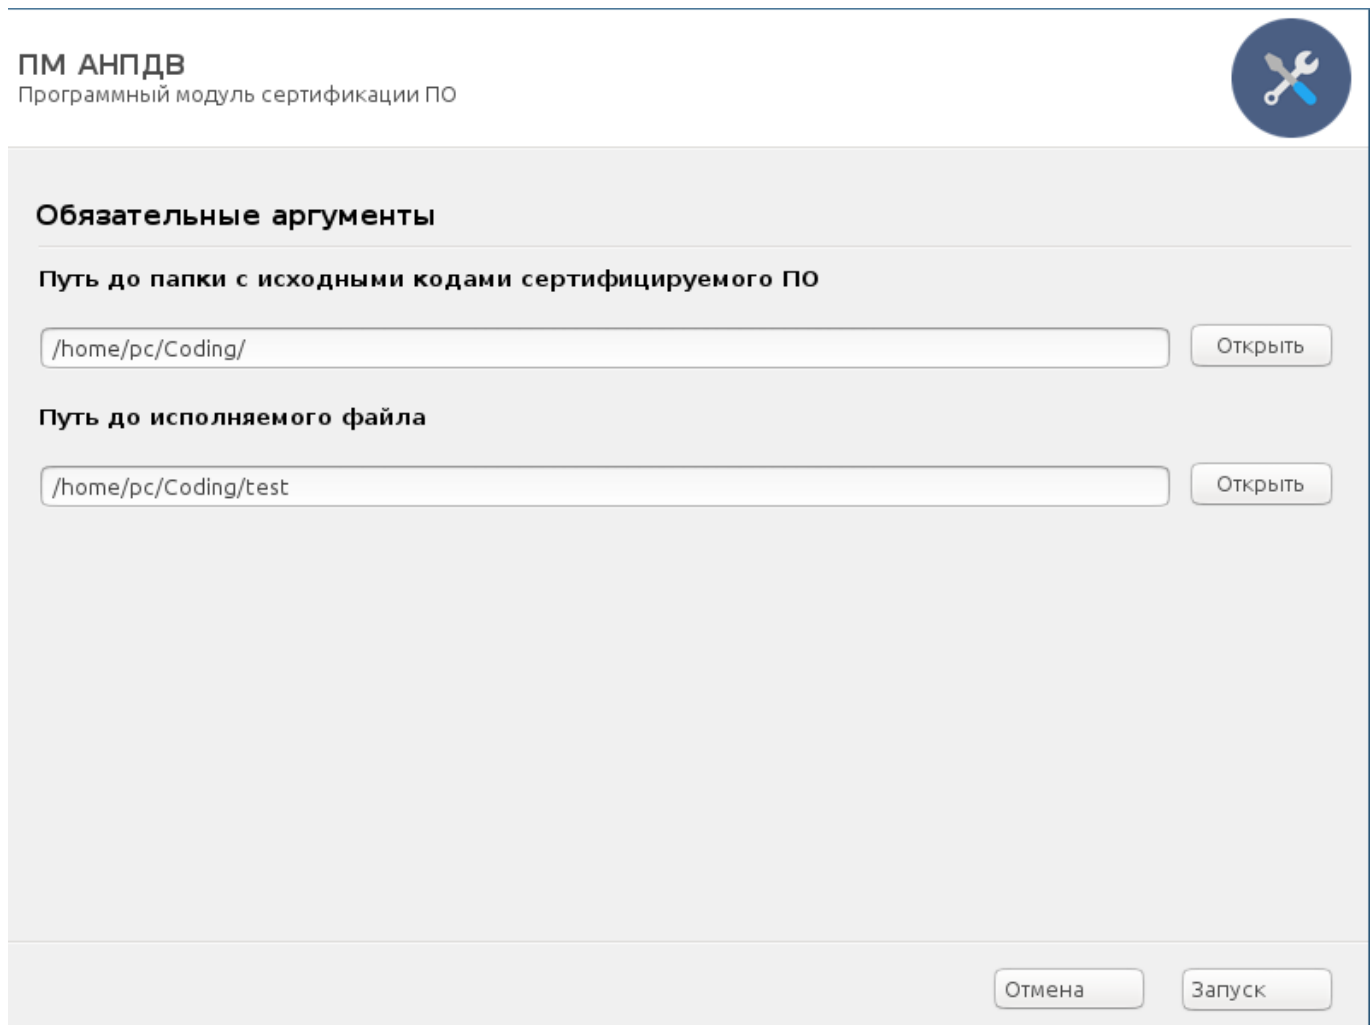 ПМ АНПДВ
Программный модуль сертификации ПО
Обязательные аргументы
Путь до папки с исходными кодами сертифицируемого ПО
/home/pc/Coding/
Открыть
Путь до исполняемого файла
/home/pc/Coding/test
Открыть
Отмена
Запуск